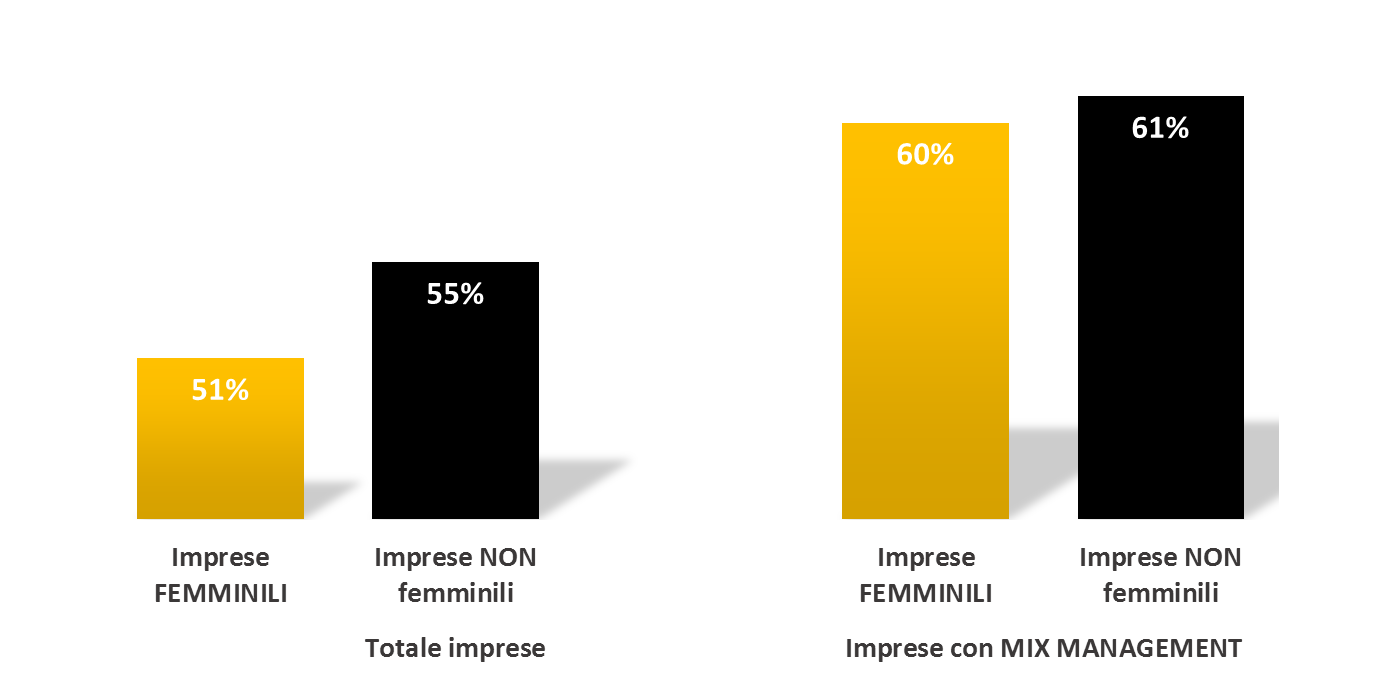 51%
55%
60%
61%
Imprese
FEMMINILI
Imprese NON
femminili
Imprese
FEMMINILI
Imprese NON
femminili
Totale imprese
Imprese con MIX MANAGEMENT